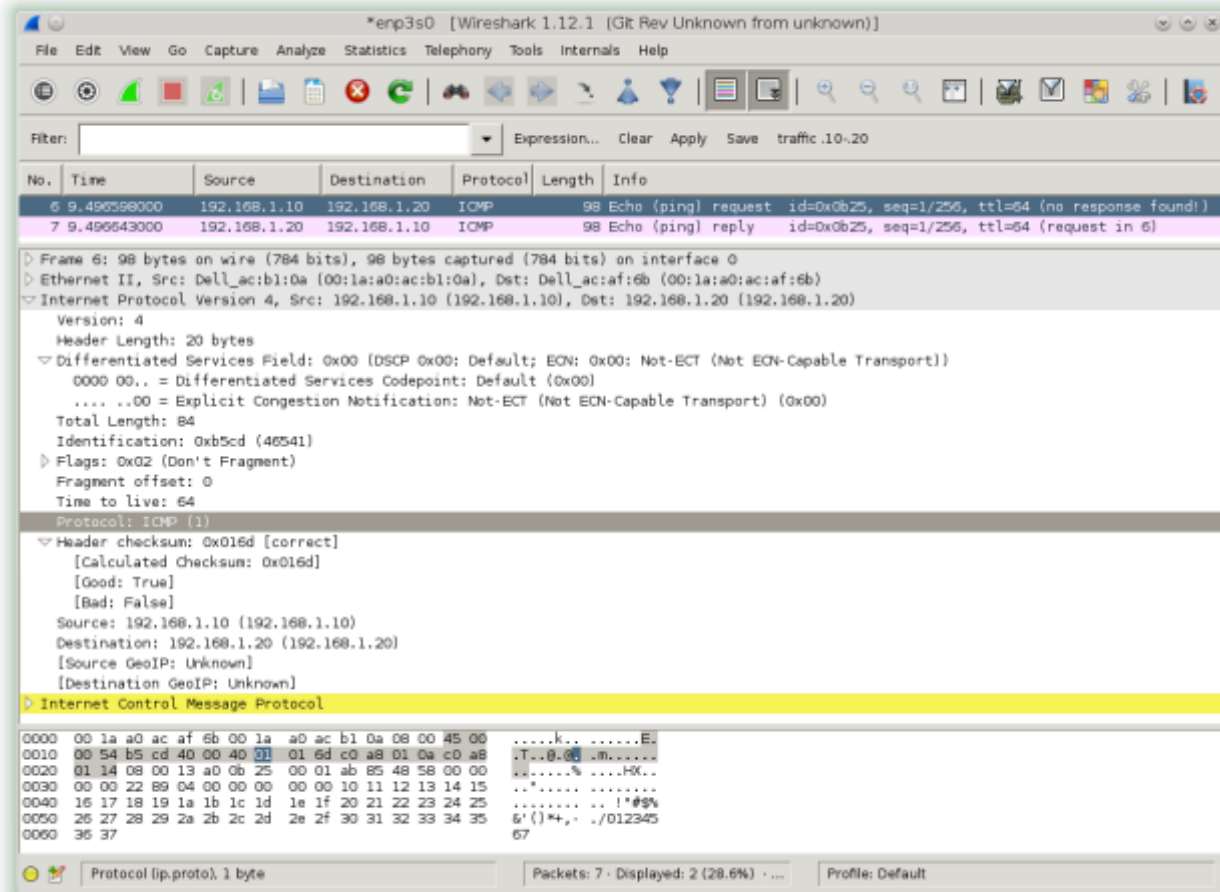 *enp3s0 [Wireshark 1.12.1 (Git Rev Unknown from unknown)]
File Edit View Go Capture Analyze Statistics Telephony Tools Internals Help
Filter: Expression... Clear Apply Save traffic .10-.20
No. Time Source Destination Protocol Length Info
6 9.496598000 192.168.1.10 192.168.1.20 ICMP 98 Echo (ping) request id=0x0b25, seq=1/256, ttl=64 (no response found!)
7 9.496643000 192.168.1.20 192.168.1.10 ICMP 98 Echo (ping) reply id=0x0b25, seq=1/256, ttl=64 (request in 6)
Frame 6: 98 bytes on wire (784 bits), 98 bytes captured (784 bits) on interface 0
Ethernet II, Src: Dell_ac:b1:0a (00:1a:a0:ac:b1:0a), Dst: Dell_ac:af:6b (00:1a:a0:ac:af:6b)
Internet Protocol Version 4, Src: 192.168.1.10 (192.168.1.10), Dst: 192.168.1.20 (192.168.1.20)
Version: 4
Header Length: 20 bytes
Differentiated Services Field: 0x00 (DSCP 0x00: Default; ECN: 0x00: Not-ECT (Not ECN-Capable Transport))
0000 00.. = Differentiated Services Codepoint: Default (0x00)
.... ..00 = Explicit Congestion Notification: Not-ECT (Not ECN-Capable Transport) (0x00)
Total Length: 84
Identification: 0xb5cd (46541)
Flags: 0x02 (Don't Fragment)
Fragment offset: 0
Time to live: 64
Protocol: ICMP (1)
Header checksum: 0x016d [correct]
[Calculated Checksum: 0x016d]
[Good: True]
[Bad: False]
Source: 192.168.1.10 (192.168.1.10)
Destination: 192.168.1.20 (192.168.1.20)
[Source GeoIP: Unknown]
[Destination GeoIP: Unknown]
Internet Control Message Protocol
0000 00 1a a0 ac af 6b 00 1a a0 ac b1 0a 08 00 45 00 .....k.. ......E.
0010 00 54 b5 cd 40 00 40 01 01 6d c0 a8 01 0a c0 a8 .T..@.@. .m......
0020 01 14 08 00 13 a0 0b 25 00 01 ab 85 48 58 00 00 .......% ....HX..
0030 00 00 22 89 04 00 00 00 00 00 10 11 12 13 14 15 .."..... ........
0040 16 17 18 19 1a 1b 1c 1d 1e 1f 20 21 22 23 24 25 ........ .. !"#$%
0050 26 27 28 29 2a 2b 2c 2d 2e 2f 30 31 32 33 34 35 &'()*+,- ./012345
0060 36 37 67
Protocol (ip.proto), 1 byte Packets: 7 · Displayed: 2 (28.6%) · ... Profile: Default